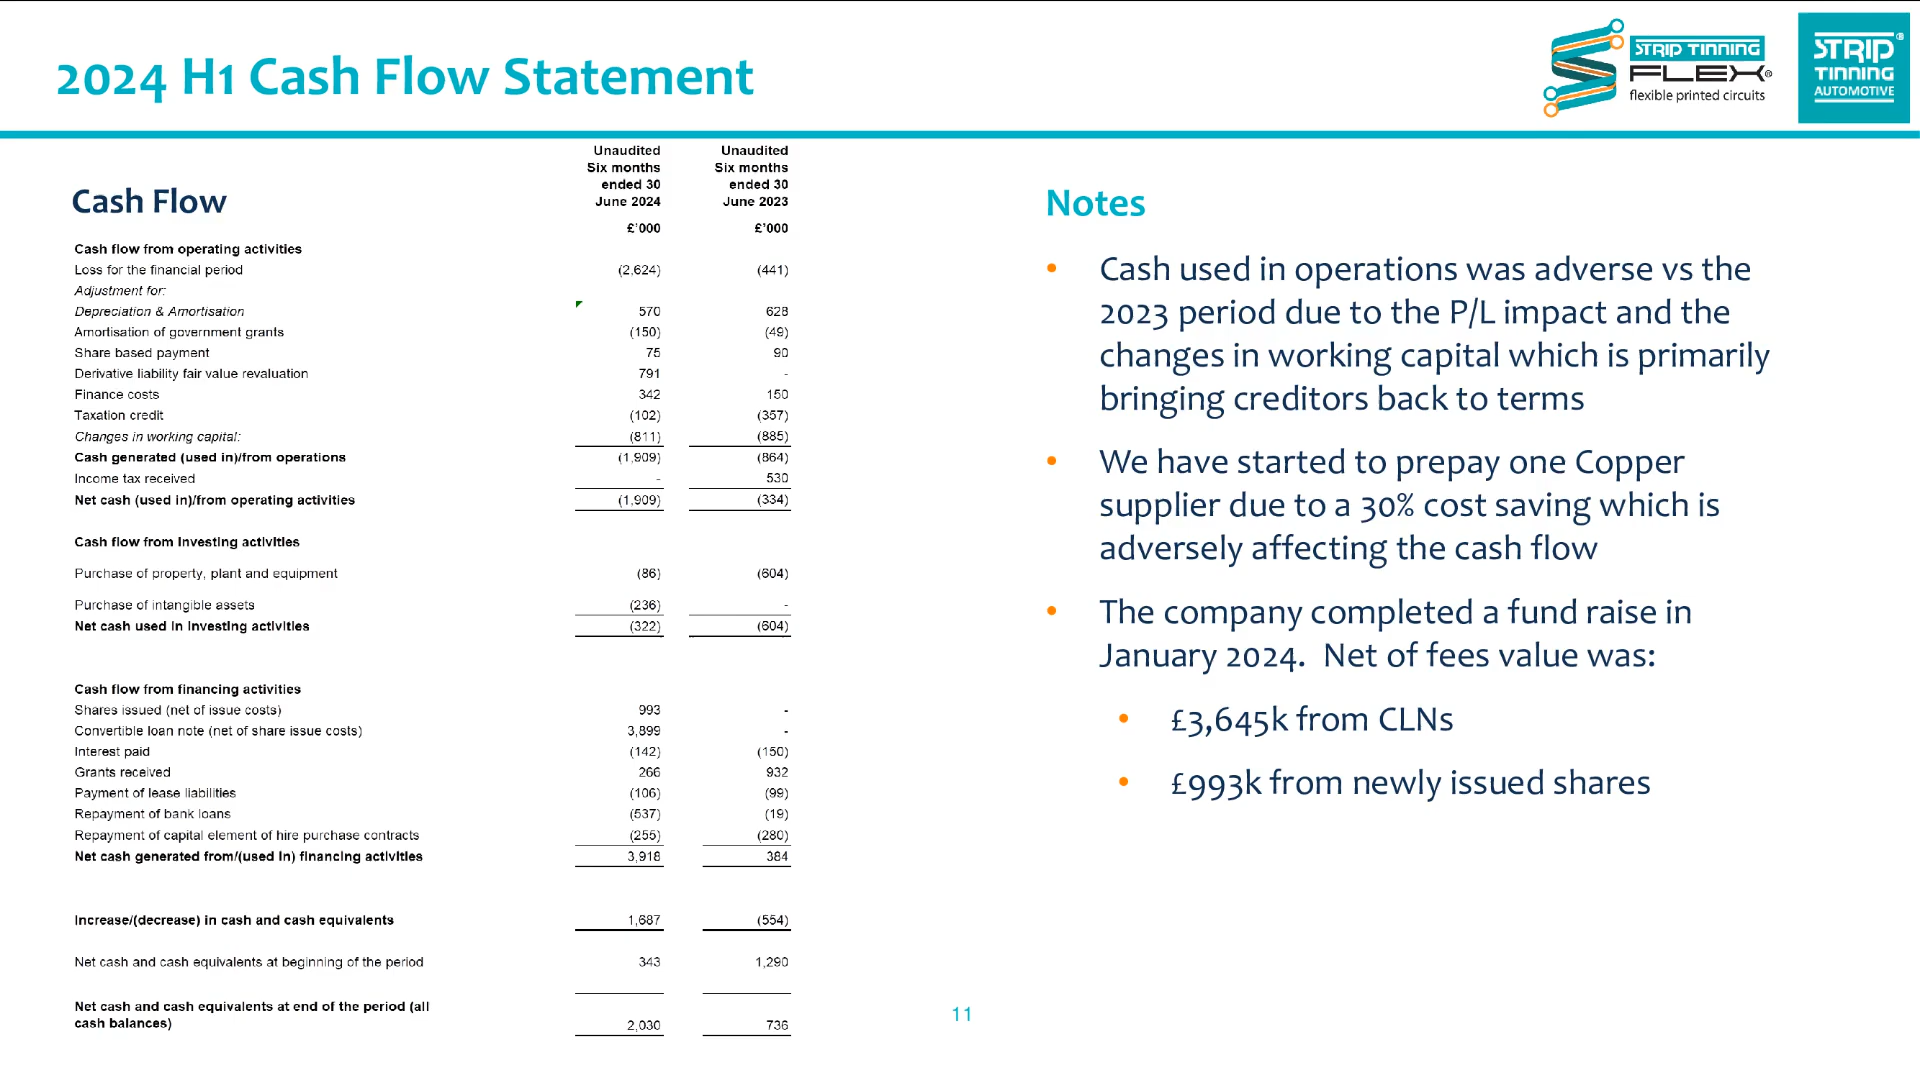 2024 H1 Cash Flow Statement
STRIP TINNING
FLEX®
flexible printed circuits
STRIP®
TINNING
AUTOMOTIVE
Cash Flow
Unaudited Unaudited
Six months Six months
ended 30 ended 30
June 2024 June 2023
£'000 £'000
Cash flow from operating activities
Loss for the financial period (2,624) (441)
Adjustment for:
Depreciation & Amortisation 570 628
Amortisation of government grants (150) (49)
Share based payment 75 90
Derivative liability fair value revaluation 791 -
Finance costs 342 150
Taxation credit (102) (357)
Changes in working capital: (811) (885)
Cash generated (used in)/from operations (1,909) (864)
Income tax received - 530
Net cash (used in)/from operating activities (1,909) (334)
Cash flow from investing activities
Purchase of property, plant and equipment (86) (604)
Purchase of intangible assets (236) -
Net cash used in investing activities (322) (604)
Cash flow from financing activities
Shares issued (net of issue costs) 993 -
Convertible loan note (net of share issue costs) 3,899 -
Interest paid (142) (150)
Grants received 266 932
Payment of lease liabilities (106) (99)
Repayment of bank loans (537) (19)
Repayment of capital element of hire purchase contracts (255) (280)
Net cash generated from/(used in) financing activities 3,918 384
Increase/(decrease) in cash and cash equivalents 1,687 (554)
Net cash and cash equivalents at beginning of the period 343 1,290
Net cash and cash equivalents at end of the period (all
cash balances) 2,030 736
Notes
• Cash used in operations was adverse vs the
2023 period due to the P/L impact and the
changes in working capital which is primarily
bringing creditors back to terms
• We have started to prepay one Copper
supplier due to a 30% cost saving which is
adversely affecting the cash flow
• The company completed a fund raise in
January 2024. Net of fees value was:
• £3,645k from CLNs
• £993k from newly issued shares
11